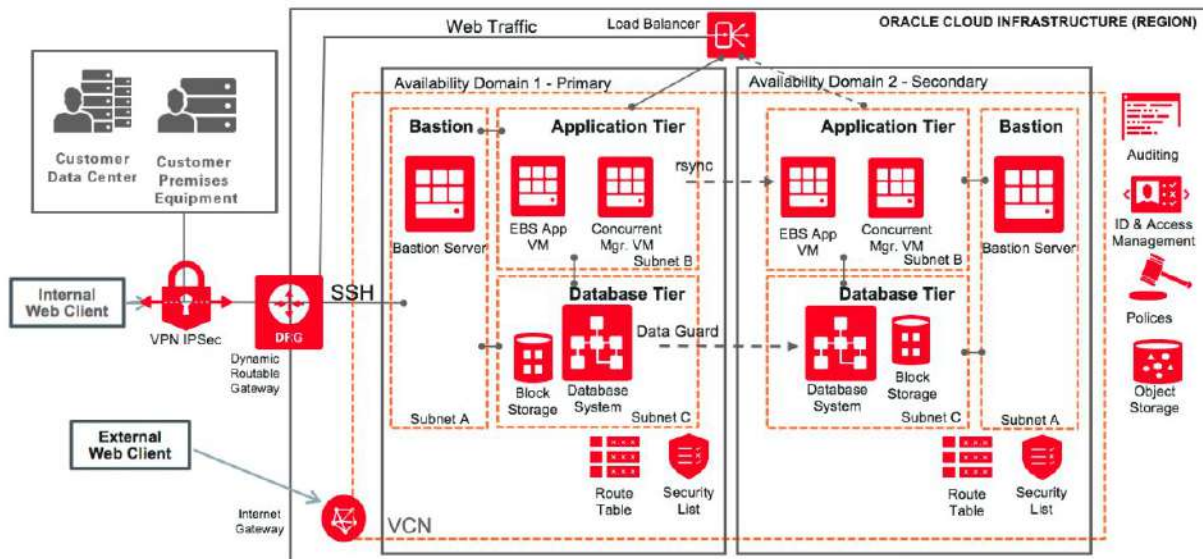 ORACLE CLOUD INFRASTRUCTURE (REGION)
Web Traffic
Load Balancer
Customer
Data Center
Customer
Premises
Equipment
Internal
Web Client
VPN IPSec
DRG
Dynamic
Routable
Gateway
SSH
External
Web Client
Internet
Gateway
VCN
Availability Domain 1 - Primary
Bastion
Bastion Server
Subnet A
Application Tier
EBS App
VM
Concurrent
Mgr. VM
Subnet B
Database Tier
Block
Storage
Database
System
Subnet C
Route
Table
Security
List
rsync
Data Guard
Availability Domain 2 - Secondary
Application Tier
EBS App
VM
Concurrent
Mgr. VM
Subnet B
Database Tier
Database
System
Block
Storage
Subnet C
Bastion
Bastion Server
Subnet A
Route
Table
Security
List
Auditing
ID & Access
Management
Polices
Object
Storage